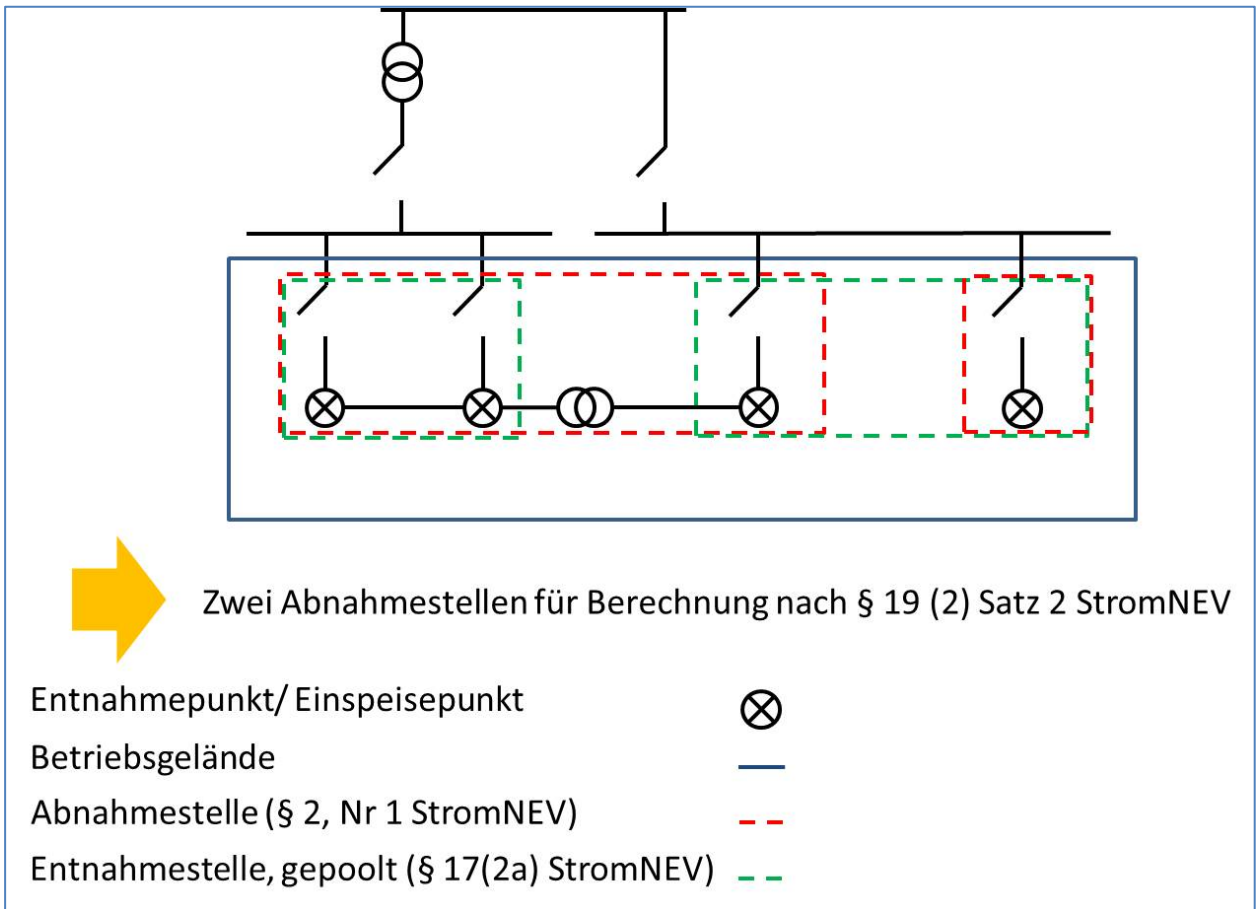 Zwei Abnahmestellen für Berechnung nach § 19 (2) Satz 2 StromNEV
Entnahmepunkt/ Einspeisepunkt
Betriebsgelände
Abnahmestelle (§ 2, Nr 1 StromNEV)
Entnahmestelle, gepoolt (§ 17(2a) StromNEV)